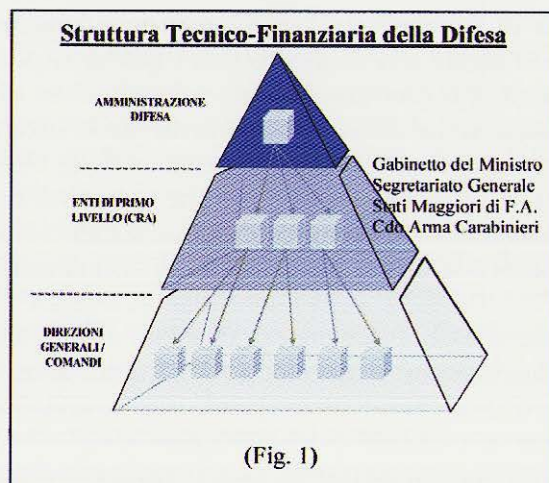 Struttura Tecnico-Finanziaria della Difesa
AMMINISTRAZIONE
DIFESA
Gabinetto del Ministro
Segretariato Generale
Stati Maggiori di F.A.
Cdo Arma Carabinieri
ENTI DI PRIMO
LIVELLO (CRA)
DIREZIONI
GENERALI /
COMANDI
(Fig. 1)